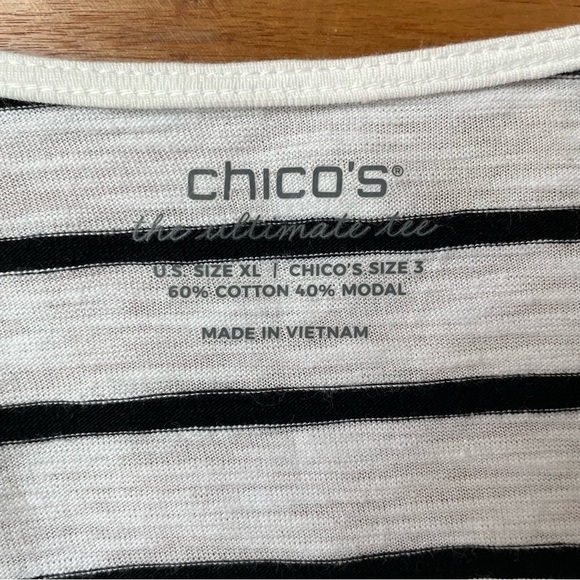 chico's®
the ultimate tee
U.S. SIZE XL | CHICO'S SIZE 3
60% COTTON 40% MODAL
MADE IN VIETNAM